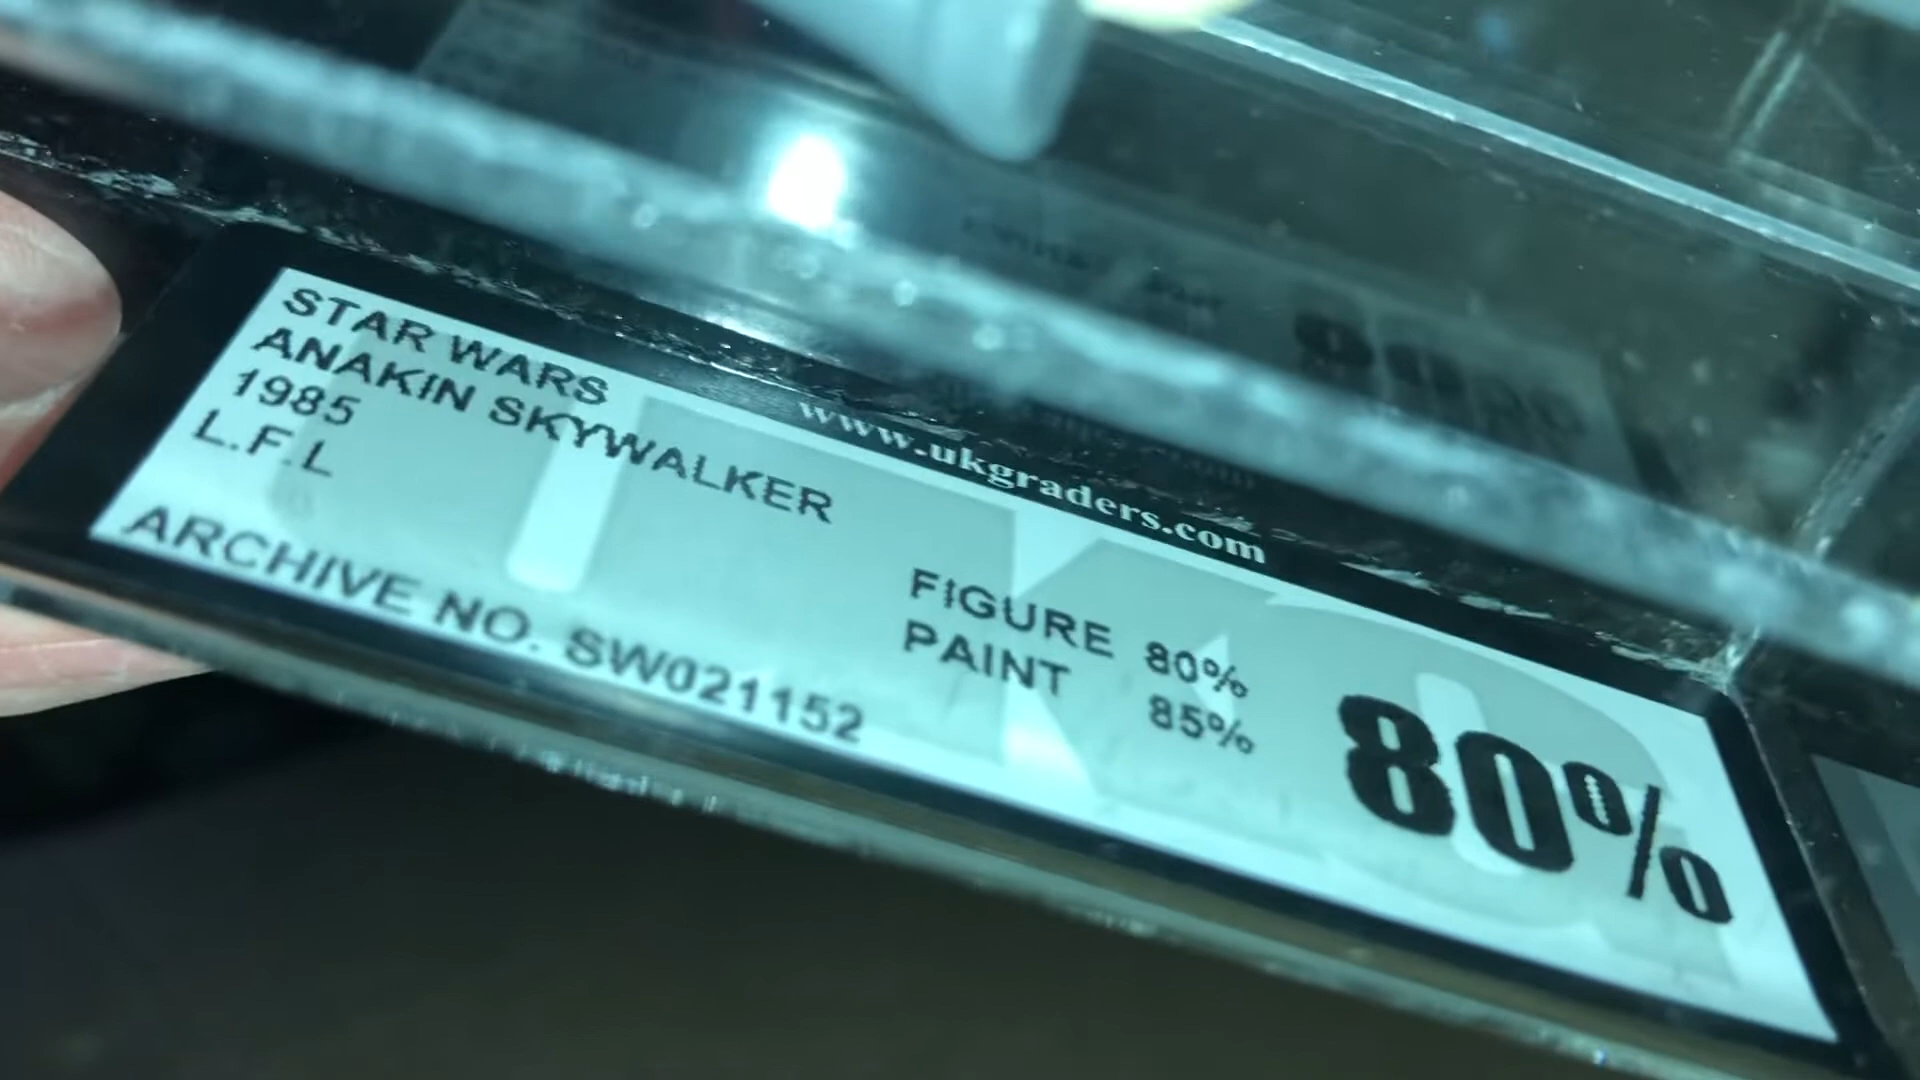 www.ukgraders.com
STAR WARS
ANAKIN SKYWALKER
1985
L.F.L
FIGURE 80%
PAINT 85%
80%
ARCHIVE NO. SW021152